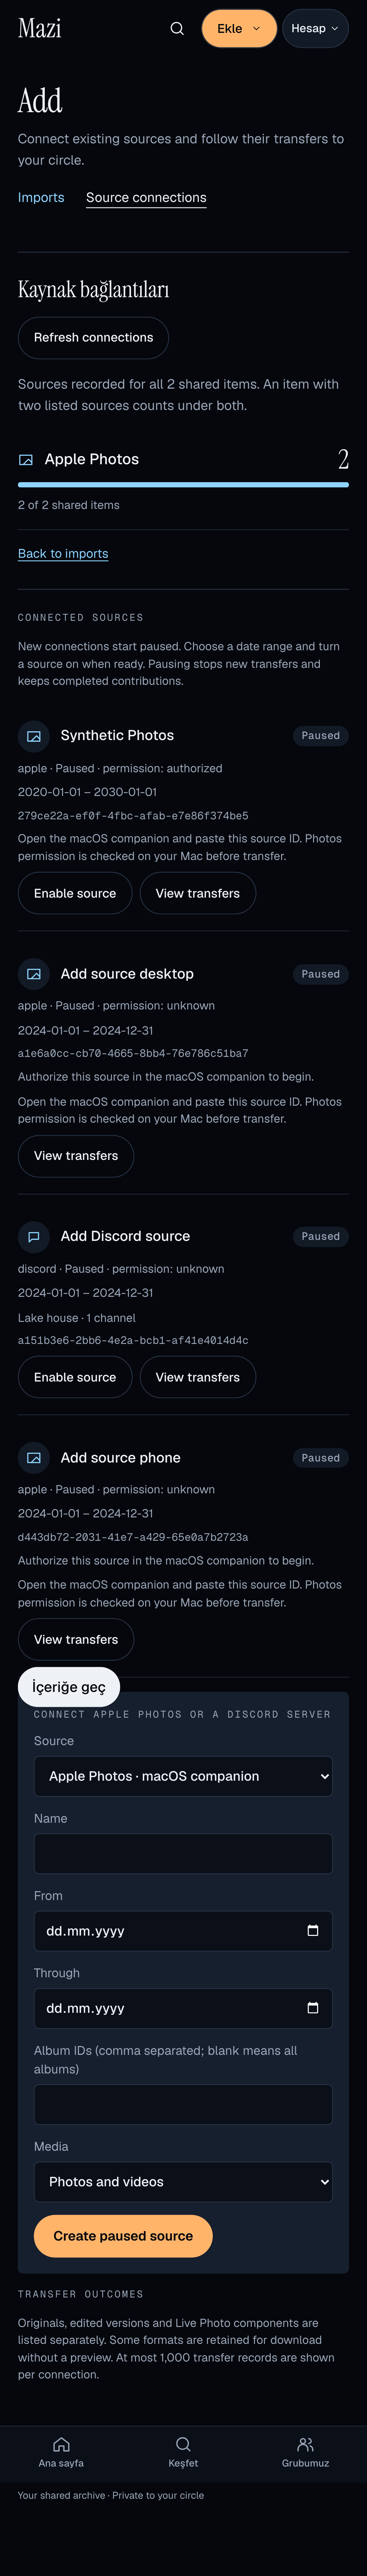 Mazi
Ekle
Hesap
Add
Connect existing sources and follow their transfers to
your circle.
Imports
Source connections
Kaynak bağlantıları
Refresh connections
Sources recorded for all 2 shared items. An item with
two listed sources counts under both.
Apple Photos
2
2 of 2 shared items
Back to imports
CONNECTED SOURCES
New connections start paused. Choose a date range and turn
a source on when ready. Pausing stops new transfers and
keeps completed contributions.
Synthetic Photos
Paused
apple · Paused · permission: authorized
2020-01-01 – 2030-01-01
279ce22a-ef0f-4fbc-afab-e7e86f374be5
Open the macOS companion and paste this source ID. Photos
permission is checked on your Mac before transfer.
Enable source
View transfers
Add source desktop
Paused
apple · Paused · permission: unknown
2024-01-01 – 2024-12-31
a1e6a0cc-cb70-4665-8bb4-76e786c51ba7
Authorize this source in the macOS companion to begin.
Open the macOS companion and paste this source ID. Photos
permission is checked on your Mac before transfer.
View transfers
Add Discord source
Paused
discord · Paused · permission: unknown
2024-01-01 – 2024-12-31
Lake house · 1 channel
a151b3e6-2bb6-4e2a-bcb1-af41e4014d4c
Enable source
View transfers
Add source phone
Paused
apple · Paused · permission: unknown
2024-01-01 – 2024-12-31
d443db72-2031-41e7-a429-65e0a7b2723a
Authorize this source in the macOS companion to begin.
Open the macOS companion and paste this source ID. Photos
permission is checked on your Mac before transfer.
View transfers
İçeriğe geç
CONNECT APPLE PHOTOS OR A DISCORD SERVER
Source
Apple Photos · macOS companion
Name
From
dd.mm.yyyy
Through
dd.mm.yyyy
Album IDs (comma separated; blank means all
albums)
Media
Photos and videos
Create paused source
TRANSFER OUTCOMES
Originals, edited versions and Live Photo components are
listed separately. Some formats are retained for download
without a preview. At most 1,000 transfer records are shown
per connection.
Ana sayfa
Keşfet
Grubumuz
Your shared archive · Private to your circle